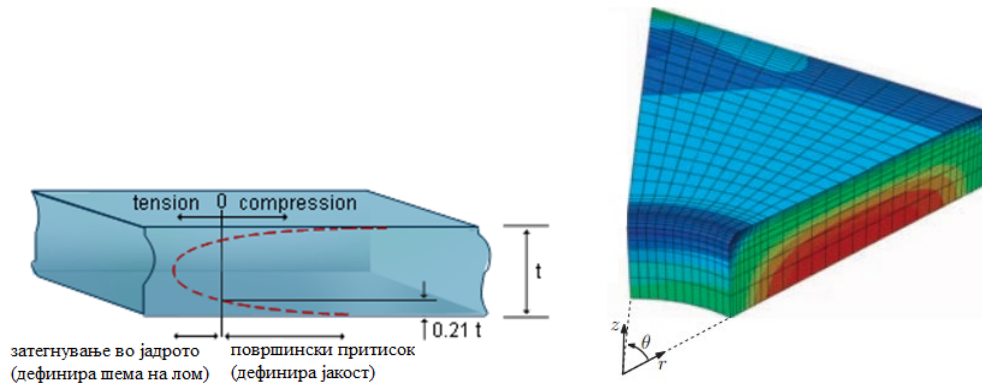 tension 0 compression
t
0.21 t
затегнување во јадрото
(дефинира шема на лом)
површински притисок
(дефинира јакост)
z
θ
r